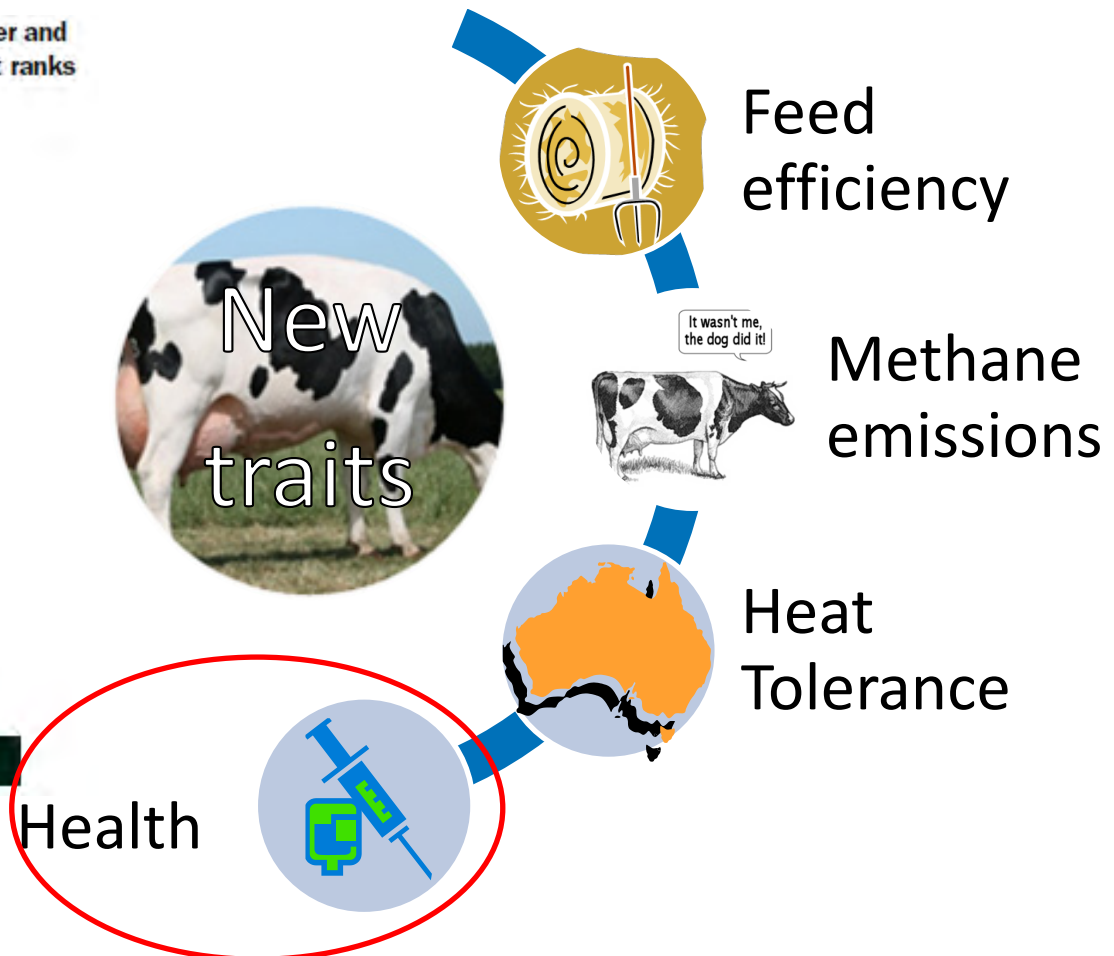 er and
ranks
Feed
efficiency
New
traits
It wasn't me,
the dog did it!
Methane
emissions
Heat
Tolerance
Health